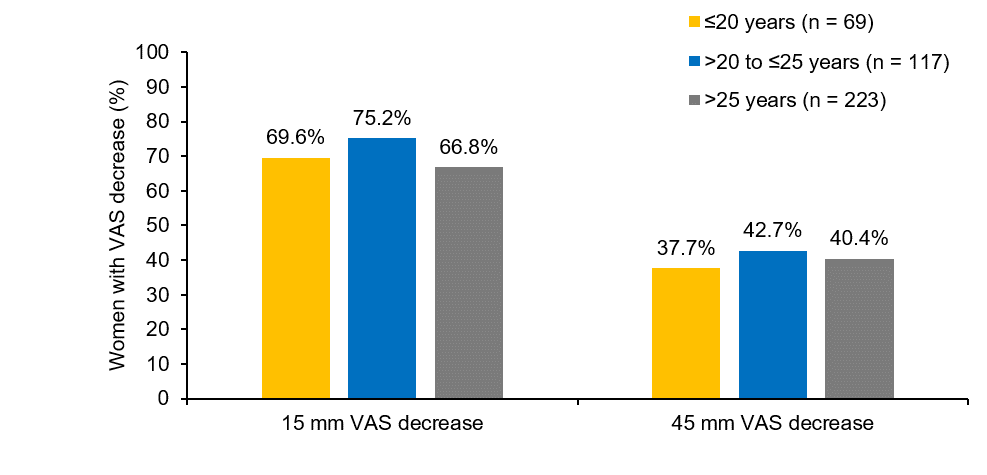 ≤20 years (n = 69)
>20 to ≤25 years (n = 117)
>25 years (n = 223)
Women with VAS decrease (%)
100
90
80
70
60
50
40
30
20
10
0
69.6%
75.2%
66.8%
37.7%
42.7%
40.4%
15 mm VAS decrease
45 mm VAS decrease